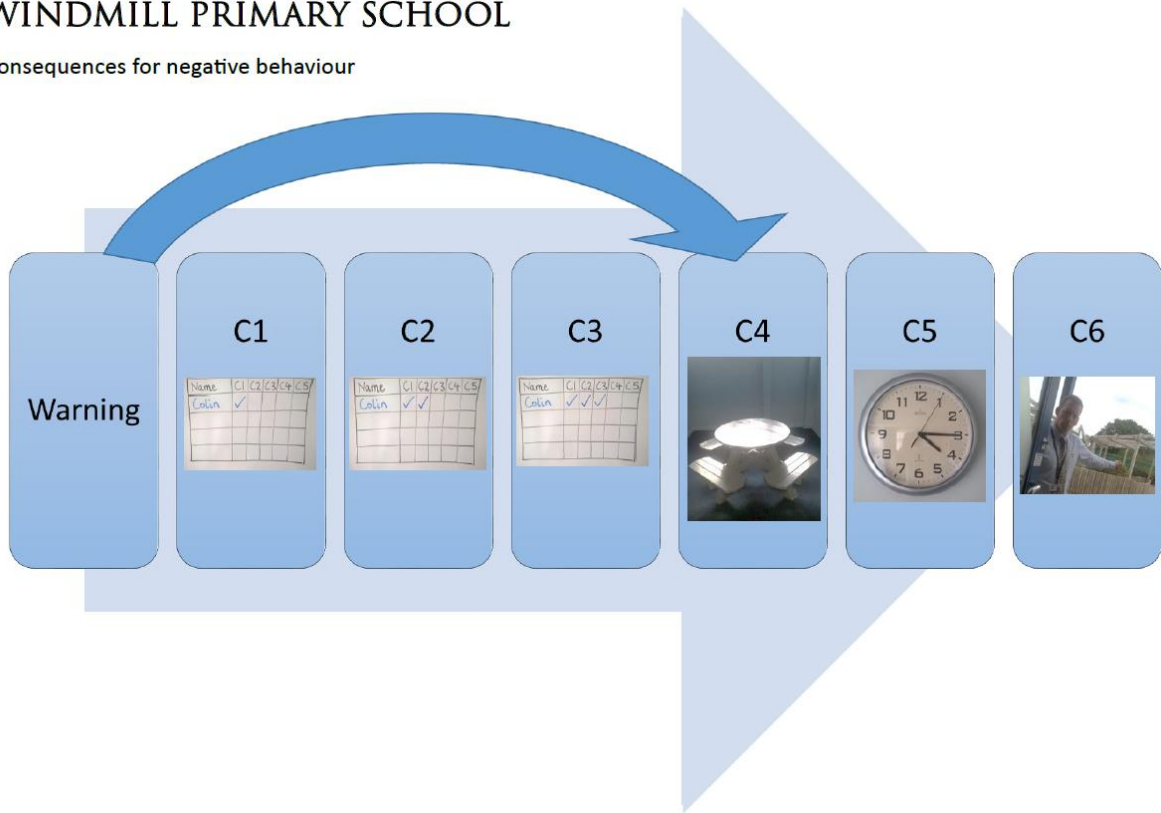 WINDMILL PRIMARY SCHOOL
onsequences for negative behaviour
Warning
C1
Name C1 C2 C3 C4 C5
Colin ✓
C2
Name C1 C2 C3 C4 C5
Colin ✓ ✓
C3
Name C1 C2 C3 C4 C5
Colin ✓ ✓ ✓
C4
C5
12 1 2 3 4 5 6 7 8 9 10 11
C6